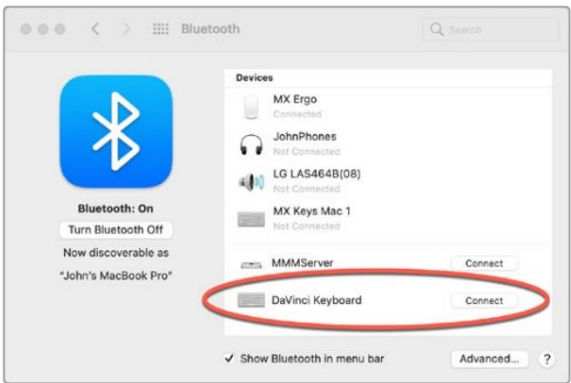 Bluetooth
Search
Devices
MX Ergo
Connected
JohnPhones
Not Connected
LG LAS464B(08)
Not Connected
MX Keys Mac 1
Not Connected
Bluetooth: On
Turn Bluetooth Off
Now discoverable as
"John's MacBook Pro"
MMMServer
Connect
DaVinci Keyboard
Connect
Show Bluetooth in menu bar
Advanced...
?